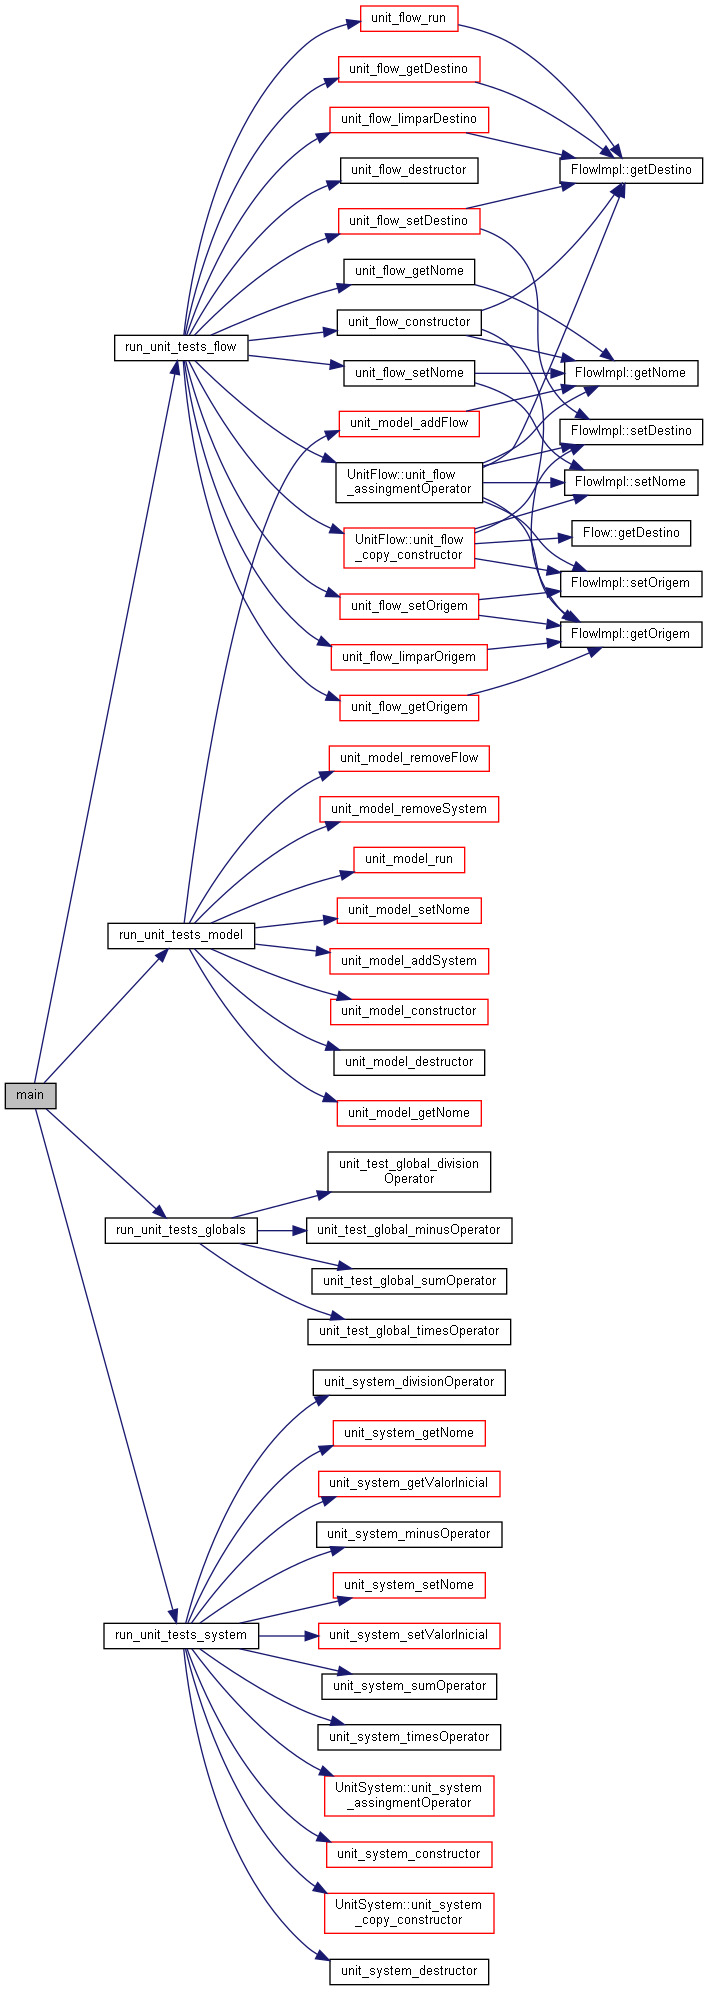 unit_flow_run
unit_flow_getDestino
unit_flow_limparDestino
unit_flow_destructor
FlowImpl::getDestino
unit_flow_setDestino
unit_flow_getNome
unit_flow_constructor
run_unit_tests_flow
unit_flow_setNome
FlowImpl::getNome
unit_model_addFlow
FlowImpl::setDestino
UnitFlow::unit_flow
_assingmentOperator
FlowImpl::setNome
Flow::getDestino
UnitFlow::unit_flow
_copy_constructor
FlowImpl::setOrigem
unit_flow_setOrigem
FlowImpl::getOrigem
unit_flow_limparOrigem
unit_flow_getOrigem
unit_model_removeFlow
unit_model_removeSystem
unit_model_run
unit_model_setNome
run_unit_tests_model
unit_model_addSystem
unit_model_constructor
unit_model_destructor
main
unit_model_getNome
unit_test_global_division
Operator
run_unit_tests_globals
unit_test_global_minusOperator
unit_test_global_sumOperator
unit_test_global_timesOperator
unit_system_divisionOperator
unit_system_getNome
unit_system_getValorInicial
unit_system_minusOperator
unit_system_setNome
run_unit_tests_system
unit_system_setValorInicial
unit_system_sumOperator
unit_system_timesOperator
UnitSystem::unit_system
_assingmentOperator
unit_system_constructor
UnitSystem::unit_system
_copy_constructor
unit_system_destructor